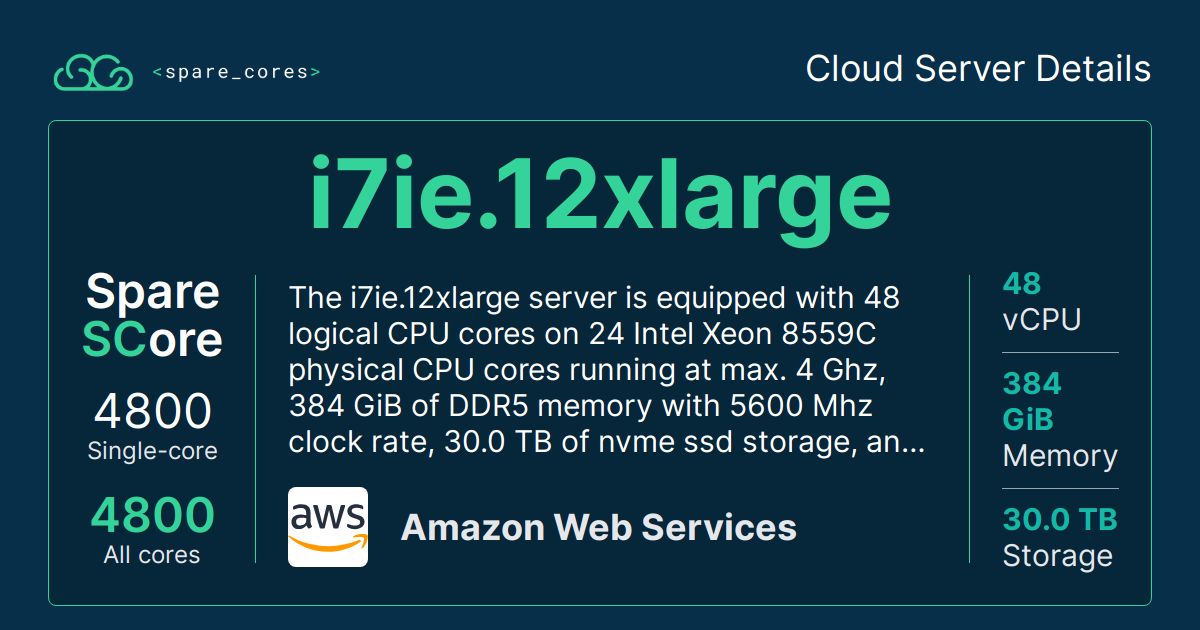 <spare_cores>
Cloud Server Details
i7ie.12xlarge
Spare
SCore
4800
Single-core
4800
All cores
The i7ie.12xlarge server is equipped with 48
logical CPU cores on 24 Intel Xeon 8559C
physical CPU cores running at max. 4 Ghz,
384 GiB of DDR5 memory with 5600 Mhz
clock rate, 30.0 TB of nvme ssd storage, an...
aws
Amazon Web Services
48
vCPU
384
GiB
Memory
30.0 TB
Storage